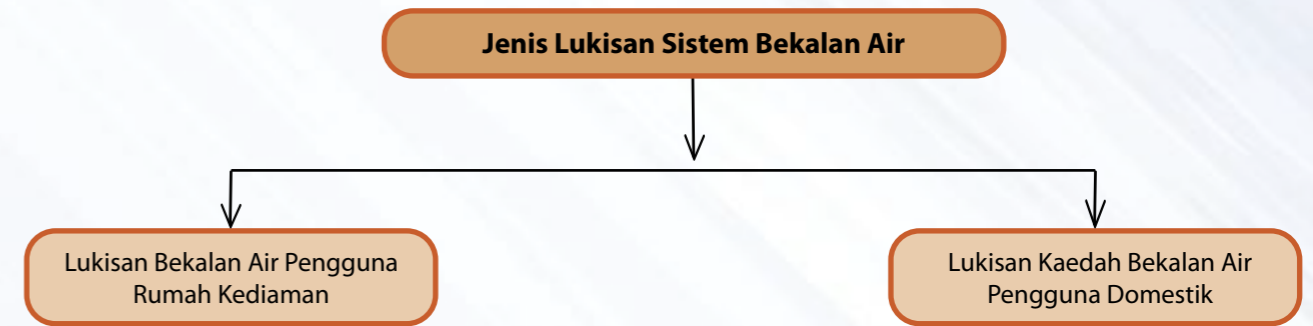 Jenis Lukisan Sistem Bekalan Air
Lukisan Bekalan Air Pengguna
Rumah Kediaman
Lukisan Kaedah Bekalan Air
Pengguna Domestik